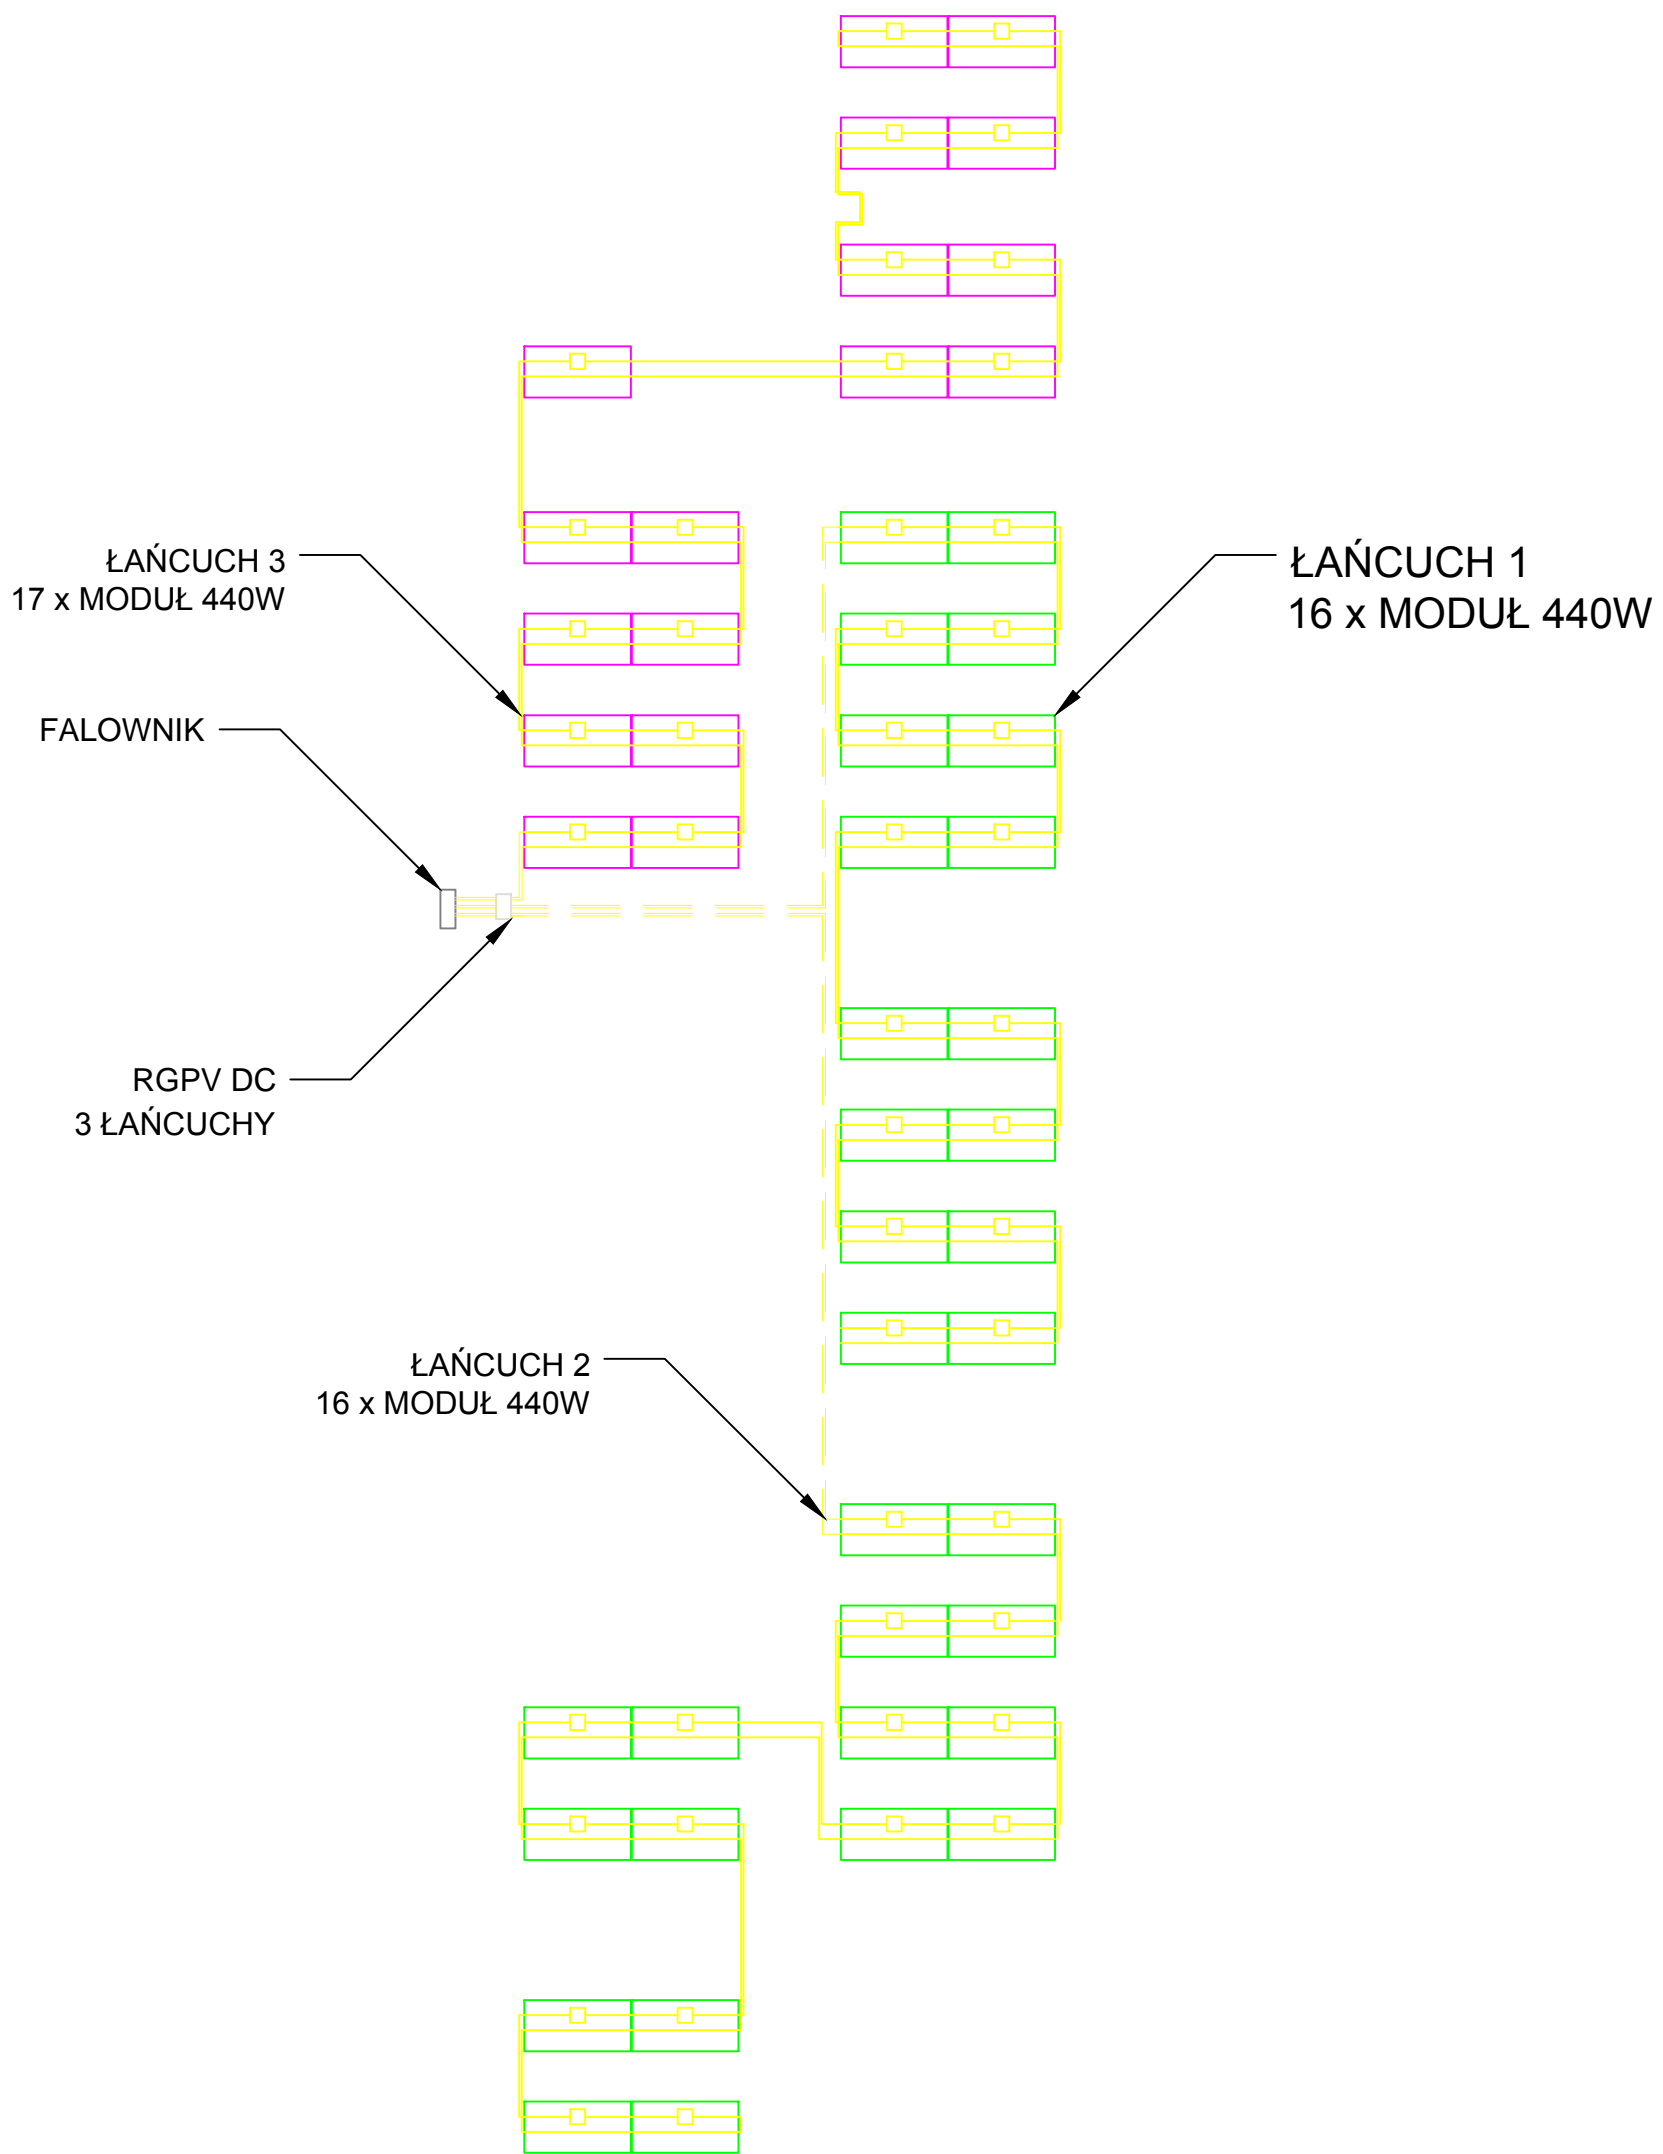 ŁAŃCUCH 3
17 x MODUŁ 440W
ŁAŃCUCH 1
16 x MODUŁ 440W
FALOWNIK
RGPV DC
3 ŁAŃCUCHY
ŁAŃCUCH 2
16 x MODUŁ 440W